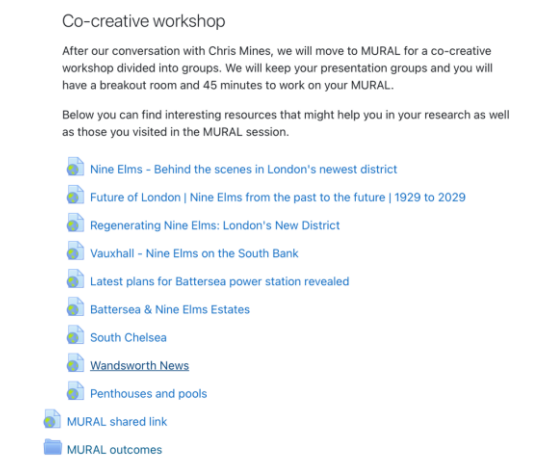 Co-creative workshop
After our conversation with Chris Mines, we will move to MURAL for a co-creative
workshop divided into groups. We will keep your presentation groups and you will
have a breakout room and 45 minutes to work on your MURAL.
Below you can find interesting resources that might help you in your research as well
as those you visited in the MURAL session.
Nine Elms - Behind the scenes in London's newest district
Future of London | Nine Elms from the past to the future | 1929 to 2029
Regenerating Nine Elms: London's New District
Vauxhall - Nine Elms on the South Bank
Latest plans for Battersea power station revealed
Battersea & Nine Elms Estates
South Chelsea
Wandsworth News
Penthouses and pools
MURAL shared link
MURAL outcomes